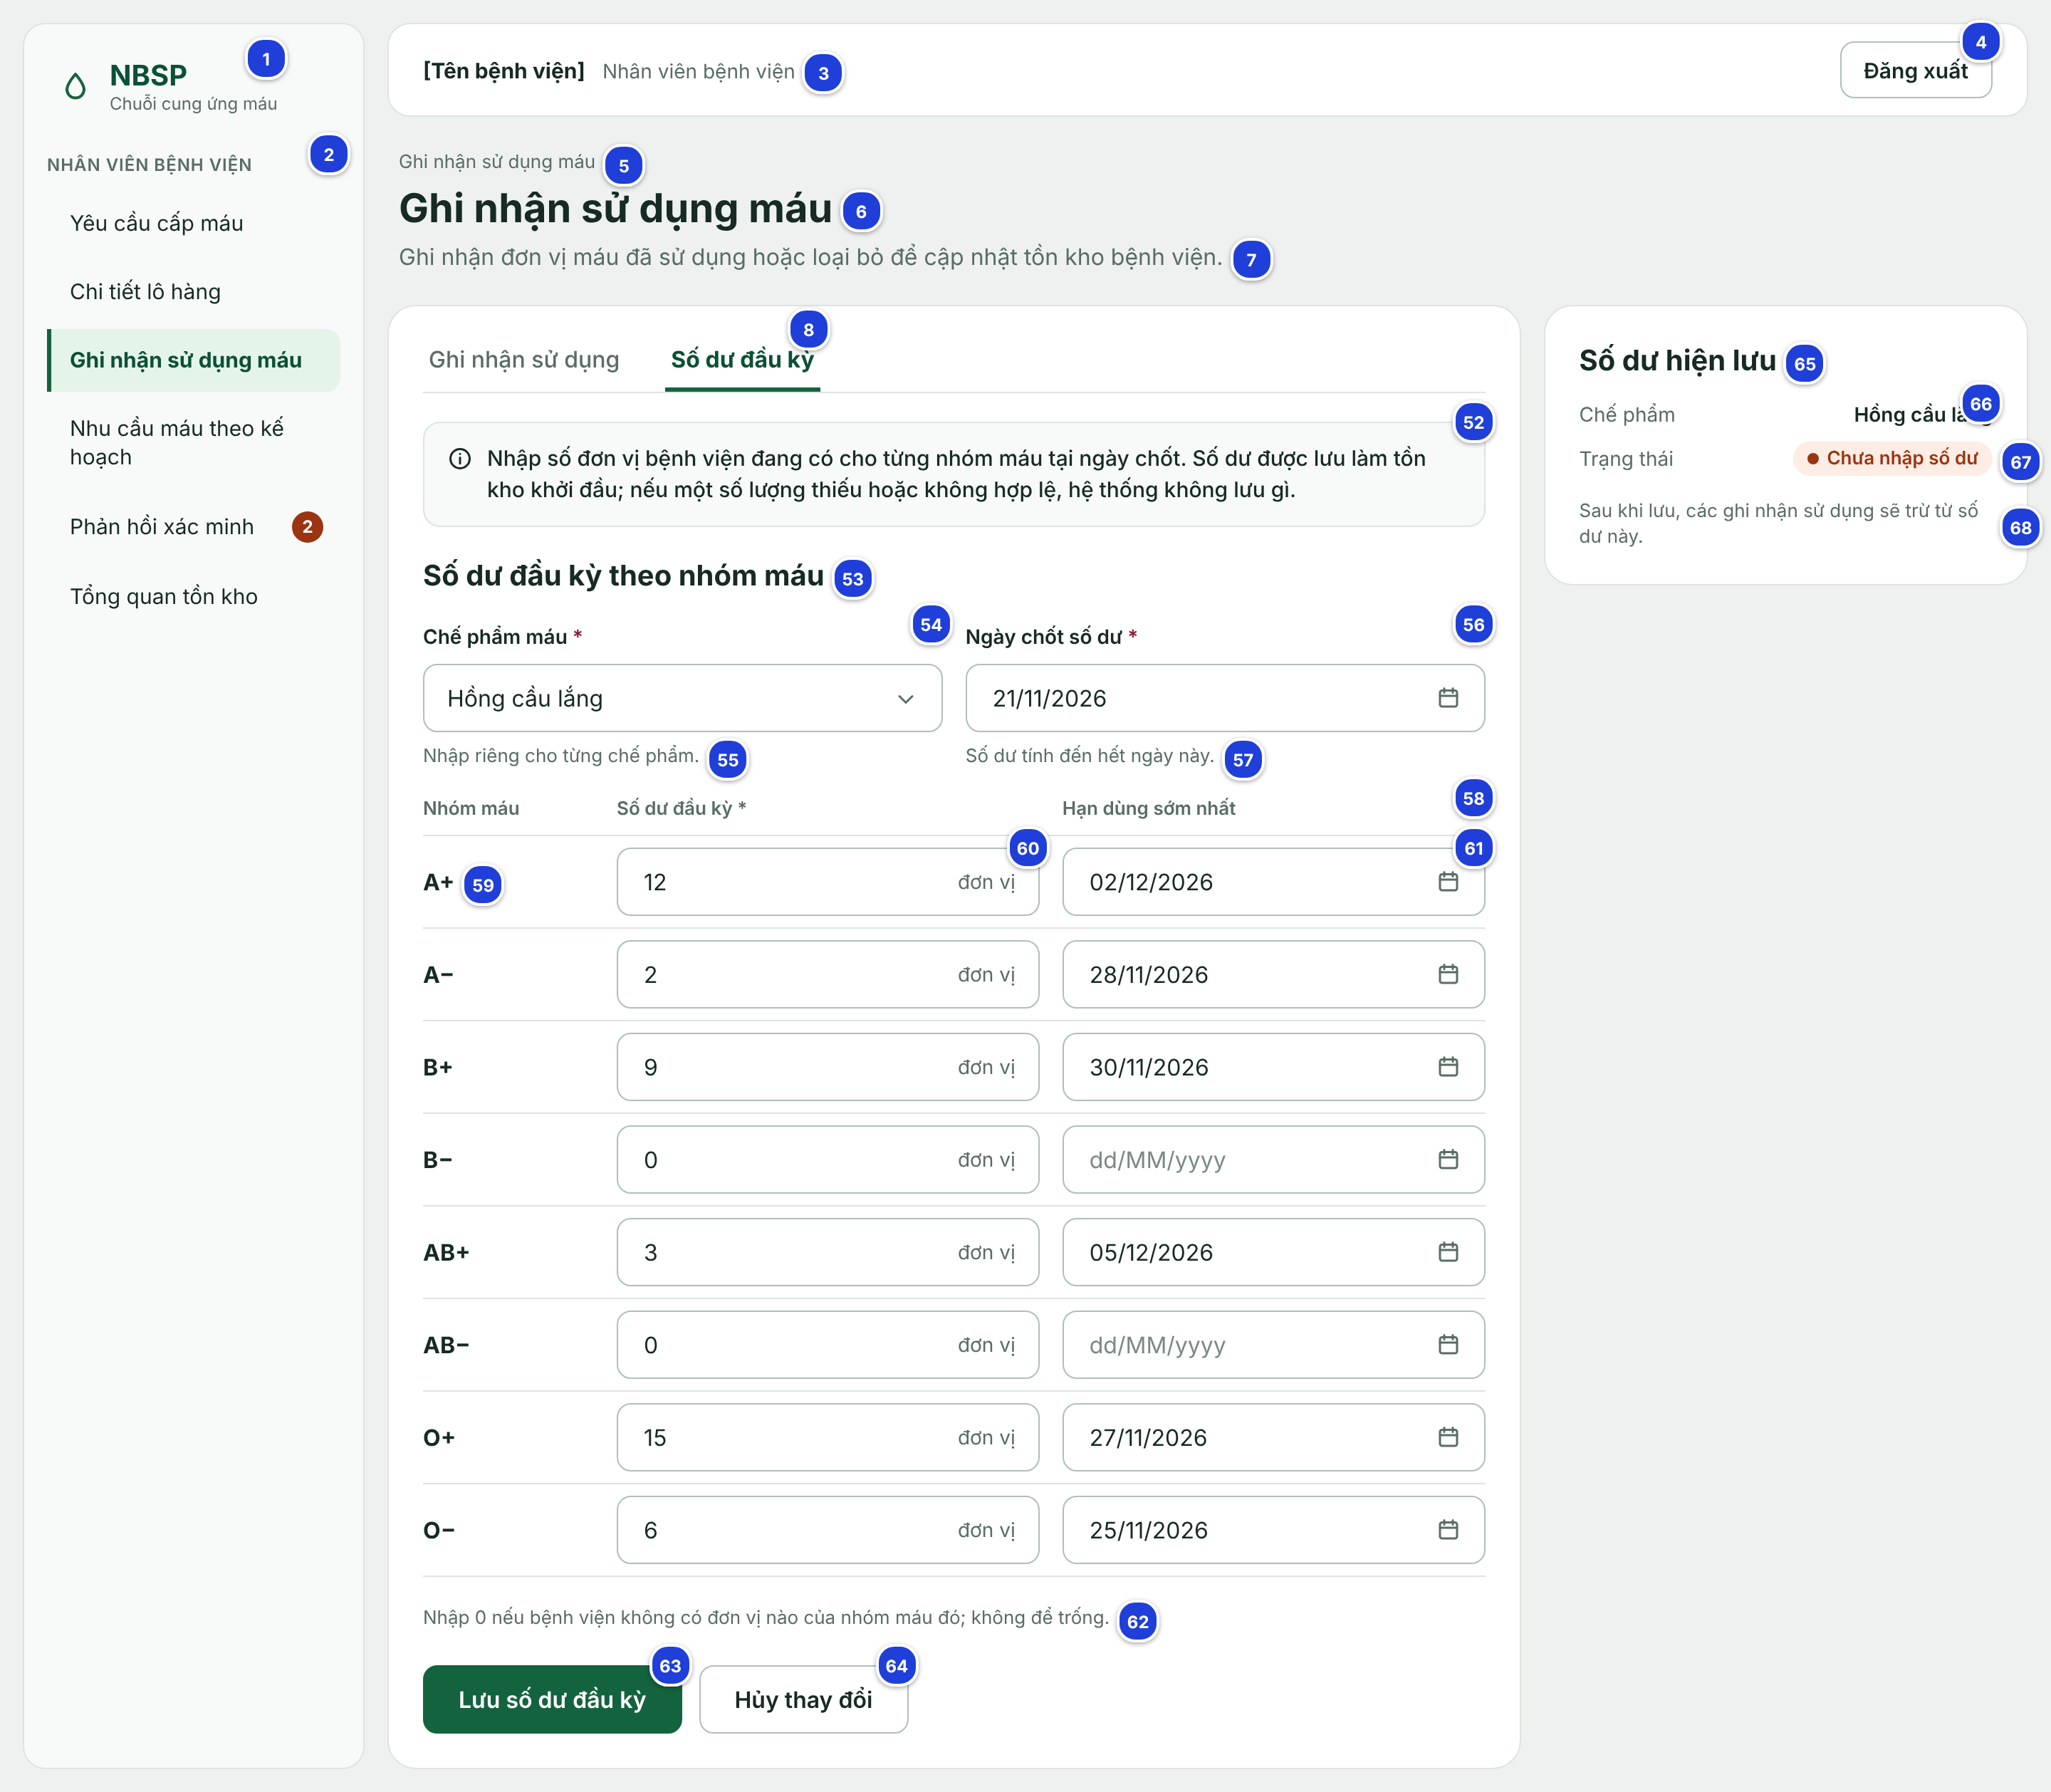 NBSP
1
Chuỗi cung ứng máu
NHÂN VIÊN BỆNH VIỆN
2
Yêu cầu cấp máu
Chi tiết lô hàng
Ghi nhận sử dụng máu
Nhu cầu máu theo kế
hoạch
Phản hồi xác minh 2
Tổng quan tồn kho
[Tên bệnh viện] Nhân viên bệnh viện 3
Đăng xuất 4
Ghi nhận sử dụng máu 5
Ghi nhận sử dụng máu 6
Ghi nhận đơn vị máu đã sử dụng hoặc loại bỏ để cập nhật tồn kho bệnh viện. 7
Ghi nhận sử dụng Số dư đầu kỳ 8
52
Nhập số đơn vị bệnh viện đang có cho từng nhóm máu tại ngày chốt. Số dư được lưu làm tồn
kho khởi đầu; nếu một số lượng thiếu hoặc không hợp lệ, hệ thống không lưu gì.
Số dư đầu kỳ theo nhóm máu 53
Chế phẩm máu * 54 Ngày chốt số dư * 56
Hồng cầu lắng 21/11/2026
Nhập riêng cho từng chế phẩm. 55 Số dư tính đến hết ngày này. 57
Nhóm máu Số dư đầu kỳ * Hạn dùng sớm nhất 58
60 61
A+ 59 12 đơn vị 02/12/2026
A− 2 đơn vị 28/11/2026
B+ 9 đơn vị 30/11/2026
B− 0 đơn vị dd/MM/yyyy
AB+ 3 đơn vị 05/12/2026
AB− 0 đơn vị dd/MM/yyyy
O+ 15 đơn vị 27/11/2026
O− 6 đơn vị 25/11/2026
Nhập 0 nếu bệnh viện không có đơn vị nào của nhóm máu đó; không để trống. 62
Lưu số dư đầu kỳ 63 Hủy thay đổi 64
Số dư hiện lưu 65
Chế phẩm Hồng cầu 66
Trạng thái Chưa nhập số dư 67
Sau khi lưu, các ghi nhận sử dụng sẽ trừ từ số
dư này.
68